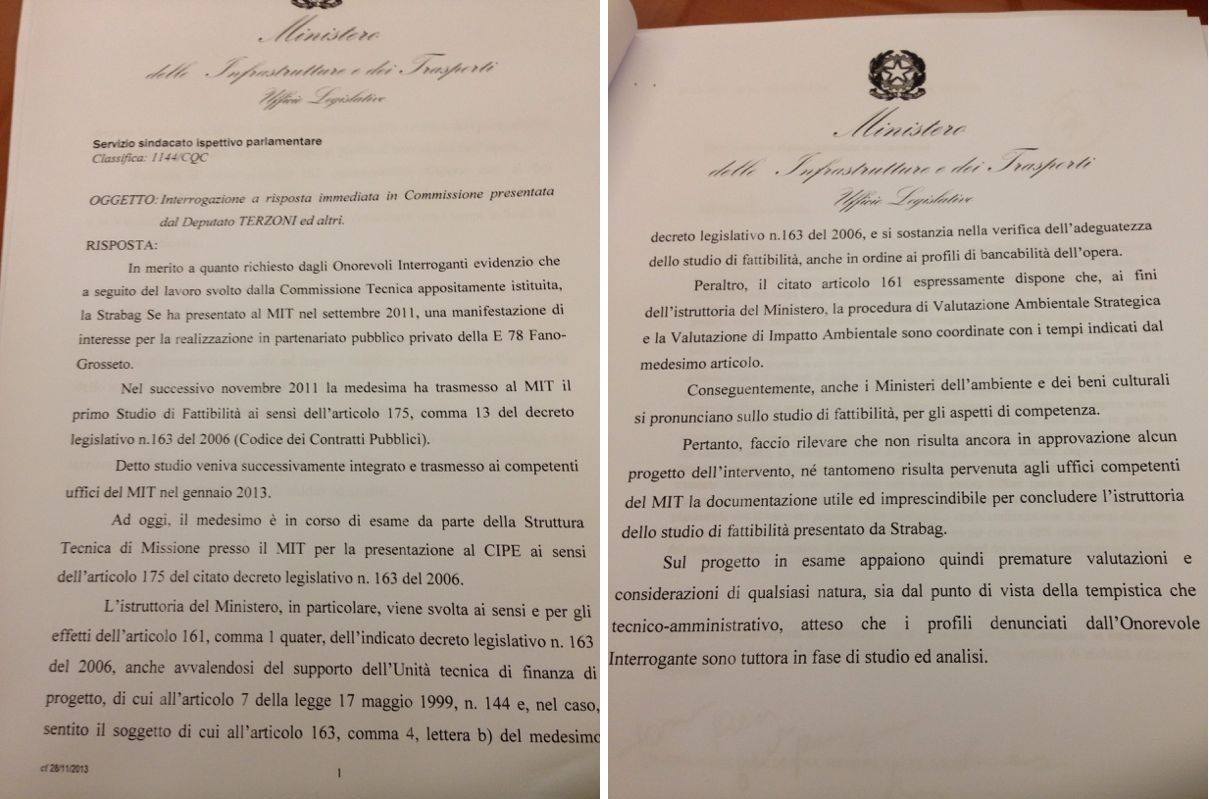 Ministero
delle Infrastrutture e dei Trasporti
Ufficio Legislativo
Servizio sindacato ispettivo parlamentare
Classifica: 1144/CQC
OGGETTO: Interrogazione a risposta immediata in Commissione presentata
dal Deputato TERZONI ed altri.
RISPOSTA:
In merito a quanto richiesto dagli Onorevoli Interroganti evidenzio che
a seguito del lavoro svolto dalla Commissione Tecnica appositamente istituita,
la Strabag Se ha presentato al MIT nel settembre 2011, una manifestazione di
interesse per la realizzazione in partenariato pubblico privato della E 78 Fano-
Grosseto.
Nel successivo novembre 2011 la medesima ha trasmesso al MIT il
primo Studio di Fattibilità ai sensi dell'articolo 175, comma 13 del decreto
legislativo n.163 del 2006 (Codice dei Contratti Pubblici).
Detto studio veniva successivamente integrato e trasmesso ai competenti
uffici del MIT nel gennaio 2013.
Ad oggi, il medesimo è in corso di esame da parte della Struttura
Tecnica di Missione presso il MIT per la presentazione al CIPE ai sensi
dell'articolo 175 del citato decreto legislativo n. 163 del 2006.
L'istruttoria del Ministero, in particolare, viene svolta ai sensi e per gli
effetti dell'articolo 161, comma 1 quater, dell'indicato decreto legislativo n. 163
del 2006, anche avvalendosi del supporto dell'Unità tecnica di finanza di
progetto, di cui all'articolo 7 della legge 17 maggio 1999, n. 144 e, nel caso,
sentito il soggetto di cui all'articolo 163, comma 4, lettera b) del medesimo
cf 28/11/2013
1
Ministero
delle Infrastrutture e dei Trasporti
Ufficio Legislativo
decreto legislativo n.163 del 2006, e si sostanzia nella verifica dell'adeguatezza
dello studio di fattibilità, anche in ordine ai profili di bancabilità dell'opera.
Peraltro, il citato articolo 161 espressamente dispone che, ai fini
dell'istruttoria del Ministero, la procedura di Valutazione Ambientale Strategica
e la Valutazione di Impatto Ambientale sono coordinate con i tempi indicati dal
medesimo articolo.
Conseguentemente, anche i Ministeri dell'ambiente e dei beni culturali
si pronunciano sullo studio di fattibilità, per gli aspetti di competenza.
Pertanto, faccio rilevare che non risulta ancora in approvazione alcun
progetto dell'intervento, né tantomeno risulta pervenuta agli uffici competenti
del MIT la documentazione utile ed imprescindibile per concludere l'istruttoria
dello studio di fattibilità presentato da Strabag.
Sul progetto in esame appaiono quindi premature valutazioni e
considerazioni di qualsiasi natura, sia dal punto di vista della tempistica che
tecnico-amministrativo, atteso che i profili denunciati dall'Onorevole
Interrogante sono tuttora in fase di studio ed analisi.